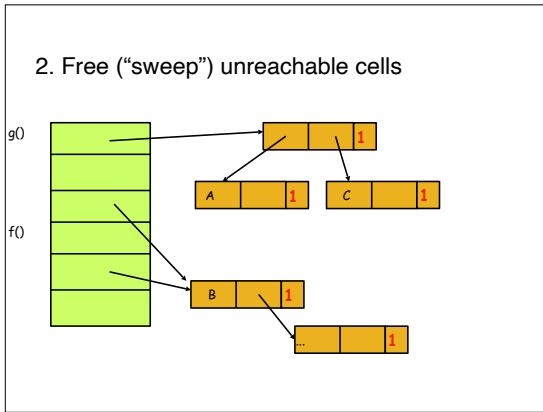 2. Free (“sweep”) unreachable cells
g()
1
A
1
C
1
f()
B
1
...
1